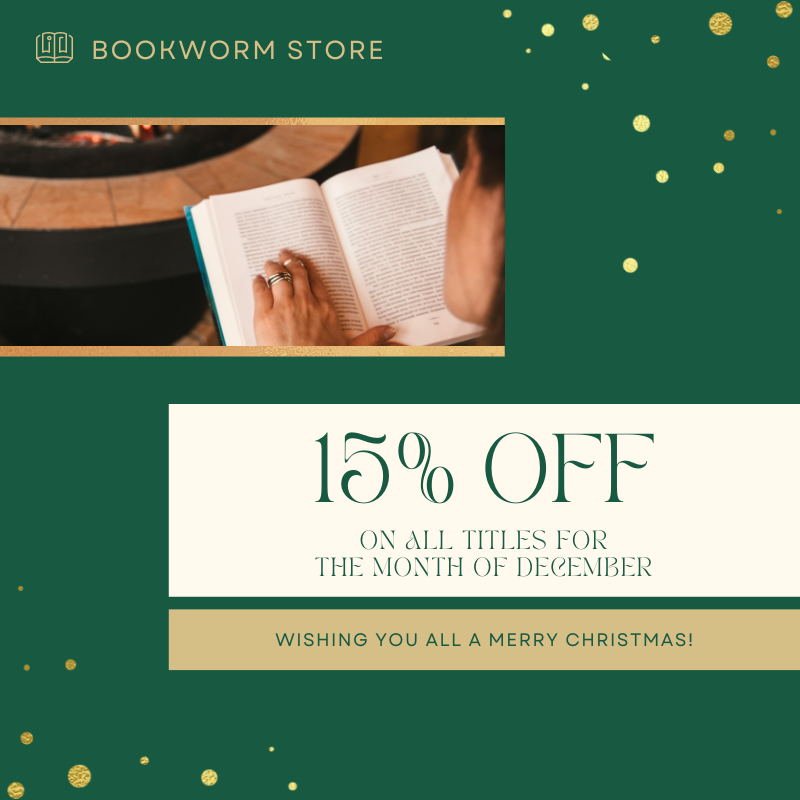 BOOKWORM STORE
15% OFF
ON ALL TITLES FOR
THE MONTH OF DECEMBER
WISHING YOU ALL A MERRY CHRISTMAS!